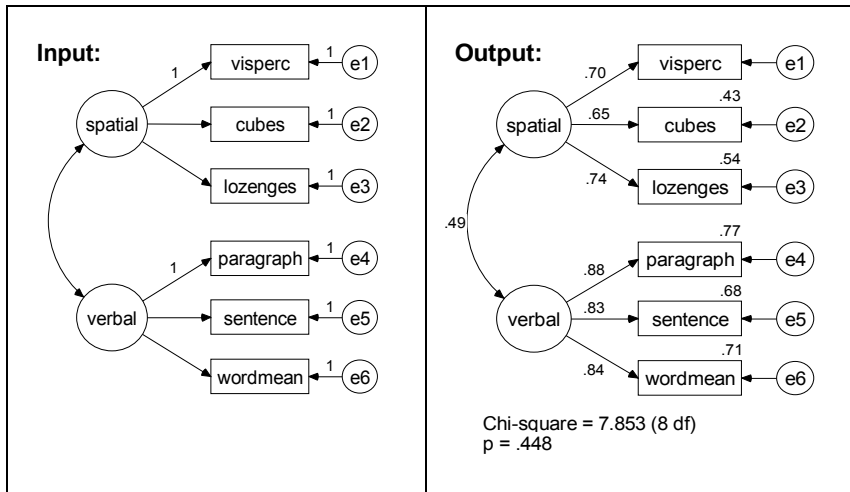 Input:
1
visperc
1
e1
spatial
cubes
1
e2
lozenges
1
e3
1
paragraph
1
e4
verbal
sentence
1
e5
wordmean
1
e6
Output:
.70
visperc
e1
spatial
.65
.43
cubes
e2
.74
.54
lozenges
e3
.49
.77
.88
paragraph
e4
verbal
.83
.68
sentence
e5
.84
.71
wordmean
e6
Chi-square = 7.853 (8 df)
p = .448